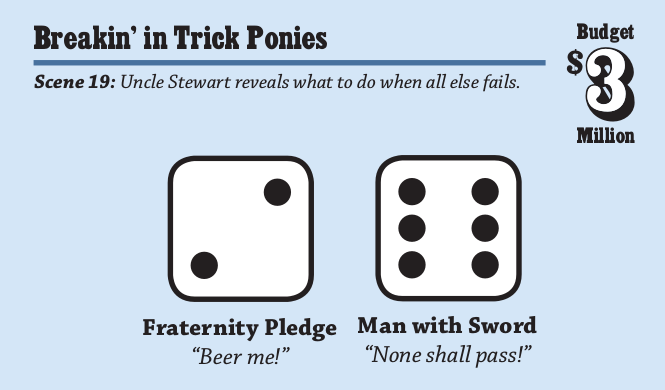 Breakin’ in Trick Ponies
Scene 19: Uncle Stewart reveals what to do when all else fails.
Budget
$3
Million
Fraternity Pledge
“Beer me!”
Man with Sword
“None shall pass!”